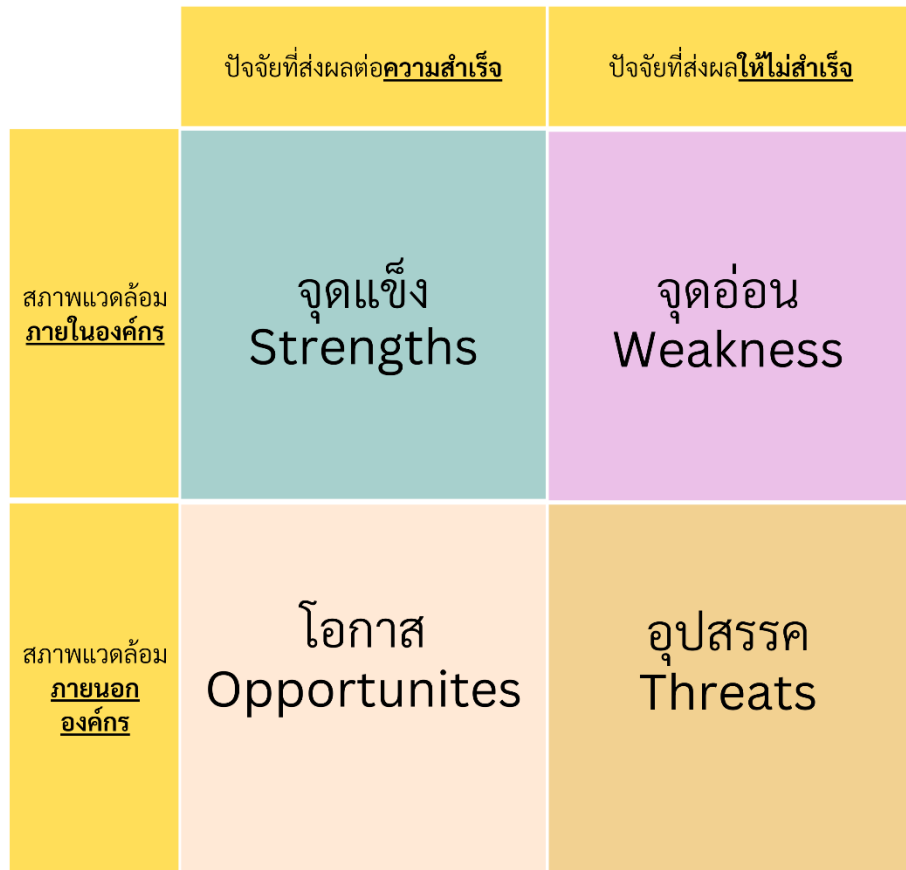 ปัจจัยที่ส่งผลต่อความสำเร็จ
ปัจจัยที่ส่งผลให้ไม่สำเร็จ
สภาพแวดล้อม
ภายในองค์กร
จุดแข็ง
Strengths
จุดอ่อน
Weakness
สภาพแวดล้อม
ภายนอก
องค์กร
โอกาส
Opportunites
อุปสรรค
Threats